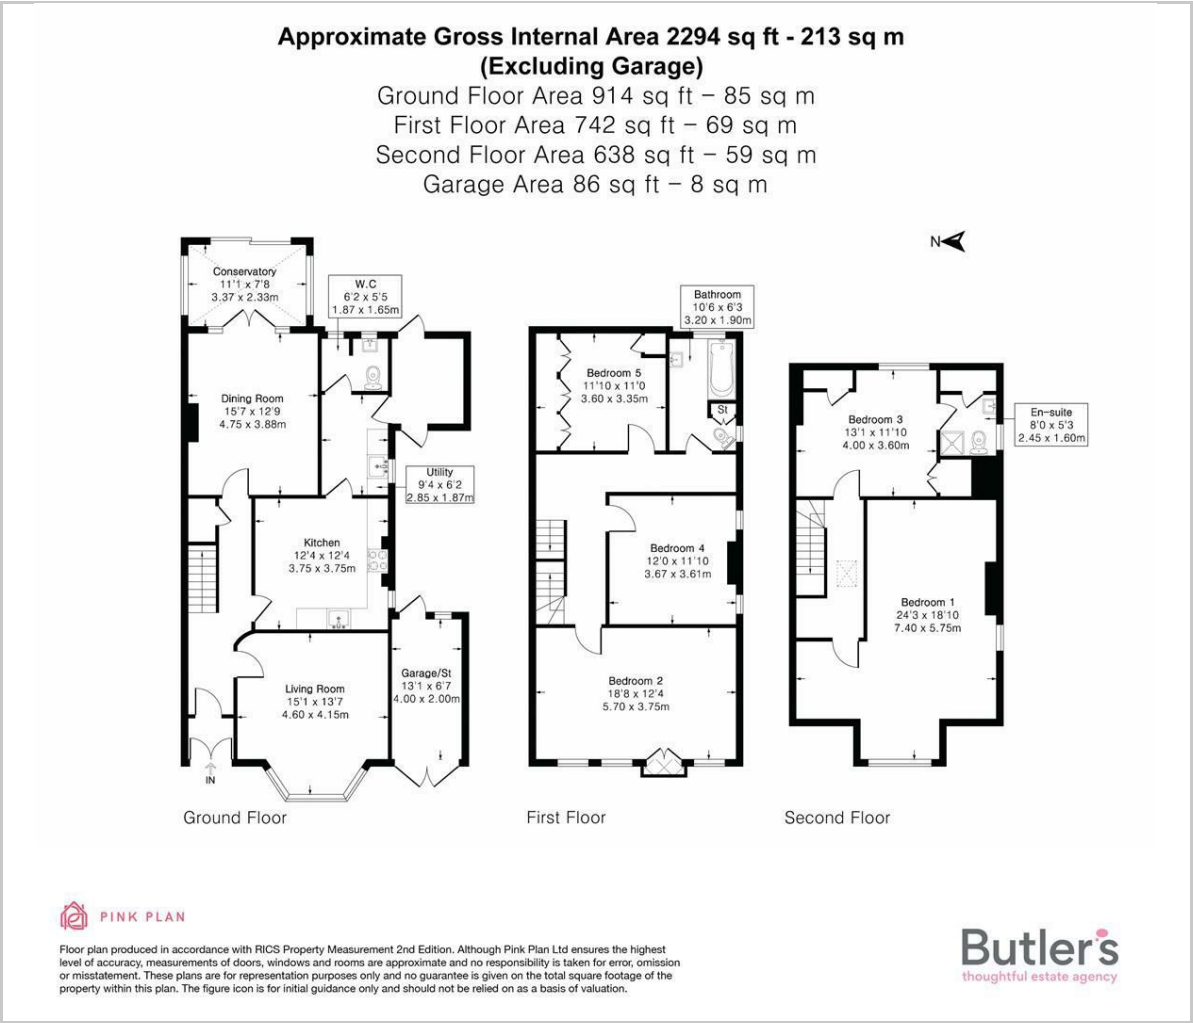 Approximate Gross Internal Area 2294 sq ft - 213 sq m
(Excluding Garage)
Ground Floor Area 914 sq ft – 85 sq m
First Floor Area 742 sq ft – 69 sq m
Second Floor Area 638 sq ft – 59 sq m
Garage Area 86 sq ft – 8 sq m
N
Conservatory
11'1 x 7'8
3.37 x 2.33m
W.C
6'2 x 5'5
1.87 x 1.65m
Dining Room
15'7 x 12'9
4.75 x 3.88m
Utility
9'4 x 6'2
2.85 x 1.87m
Kitchen
12'4 x 12'4
3.75 x 3.75m
Living Room
15'1 x 13'7
4.60 x 4.15m
Garage/St
13'1 x 6'7
4.00 x 2.00m
IN
Ground Floor
Bathroom
10'6 x 6'3
3.20 x 1.90m
Bedroom 5
11'10 x 11'0
3.60 x 3.35m
St
Bedroom 4
12'0 x 11'10
3.67 x 3.61m
Bedroom 2
18'8 x 12'4
5.70 x 3.75m
First Floor
Bedroom 3
13'1 x 11'10
4.00 x 3.60m
En-suite
8'0 x 5'3
2.45 x 1.60m
Bedroom 1
24'3 x 18'10
7.40 x 5.75m
Second Floor
PINK PLAN
Floor plan produced in accordance with RICS Property Measurement 2nd Edition. Although Pink Plan Ltd ensures the highest
level of accuracy, measurements of doors, windows and rooms are approximate and no responsibility is taken for error, omission
or misstatement. These plans are for representation purposes only and no guarantee is given on the total square footage of the
property within this plan. The figure icon is for initial guidance only and should not be relied on as a basis of valuation.
Butler's
thoughtful estate agency